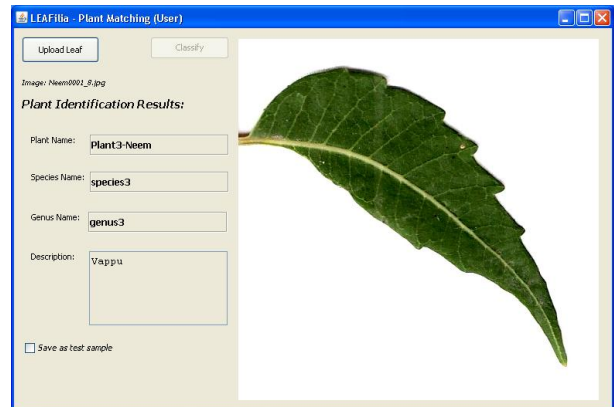 LEAFilia - Plant Matching (User)
Upload Leaf
Classify
Image: Neem0001_8.jpg
Plant Identification Results:
Plant Name: Plant3-Neem
Species Name: species3
Genus Name: genus3
Description: Vappu
Save as test sample